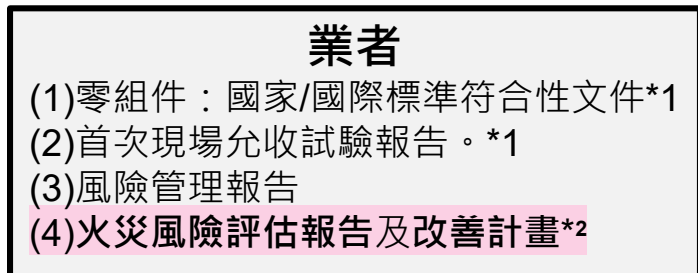 業者
(1)零組件：國家/國際標準符合性文件*1
(2)首次現場允收試驗報告。*1
(3)風險管理報告
(4)火災風險評估報告及改善計畫*2